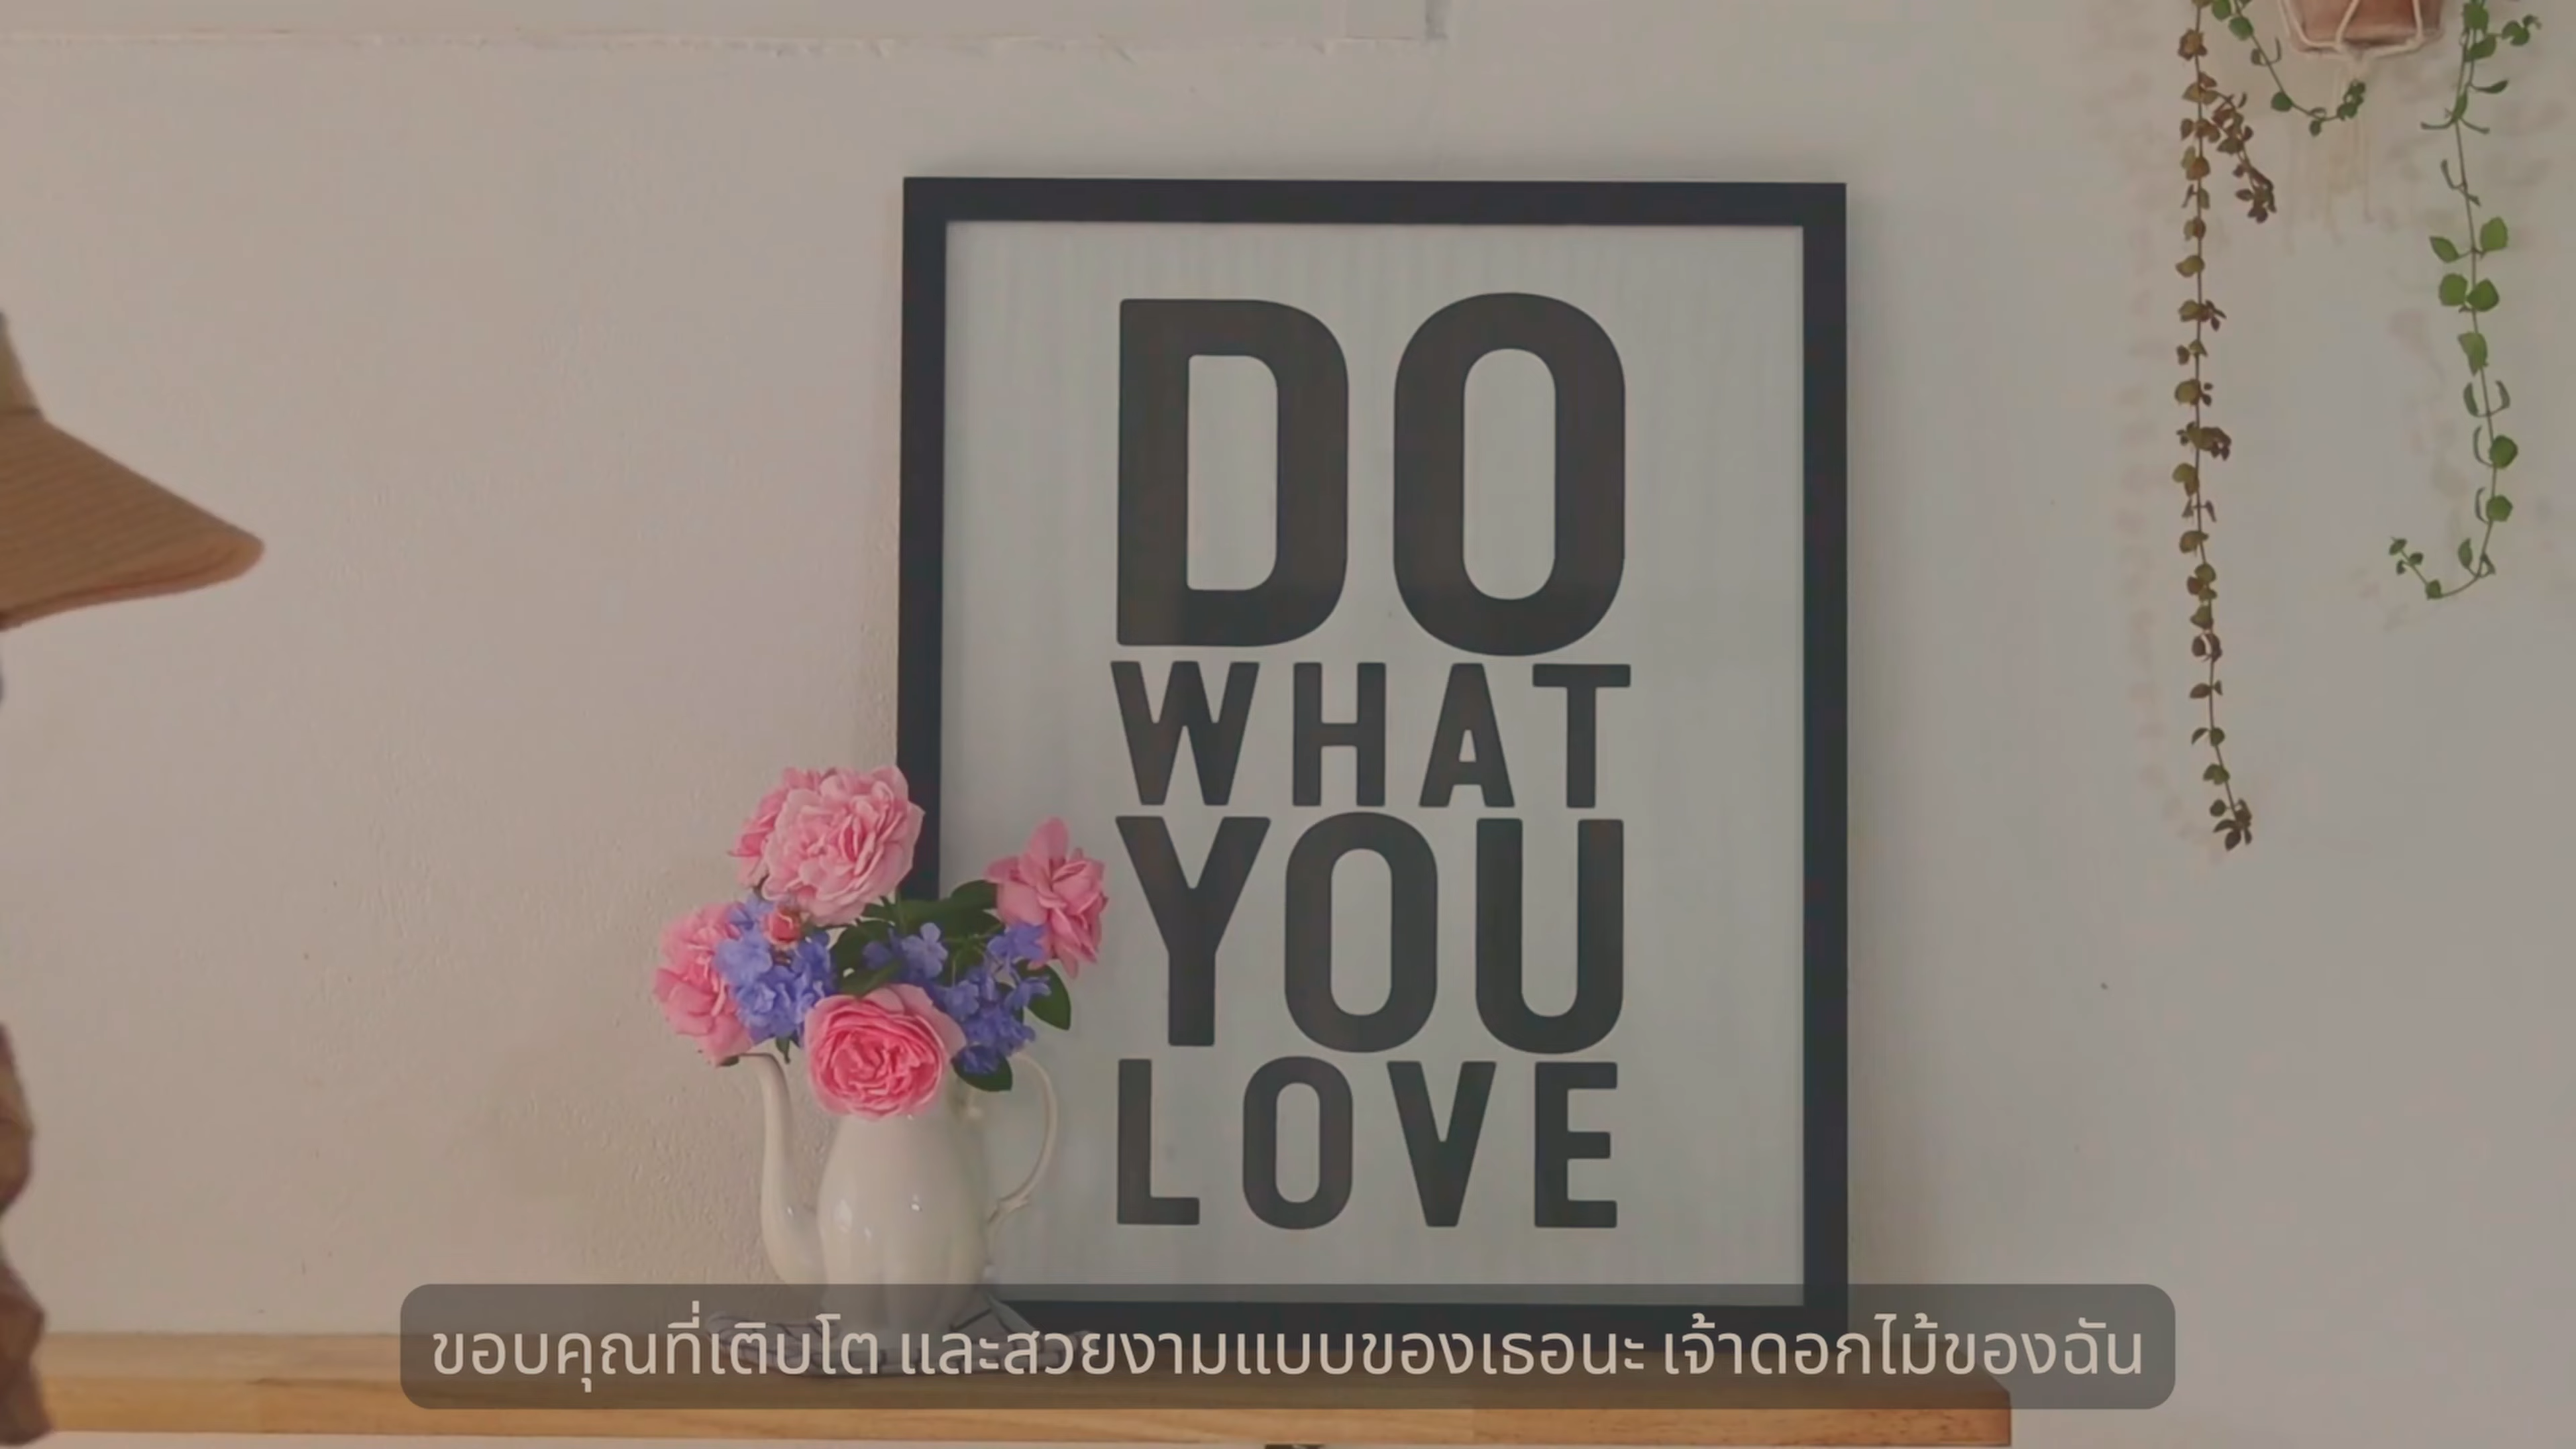 DO
WHAT
YOU
LOVE
ขอบคุณที่เติบโต และสวยงามแบบของเธอนะ เจ้าดอกไม้ของฉัน